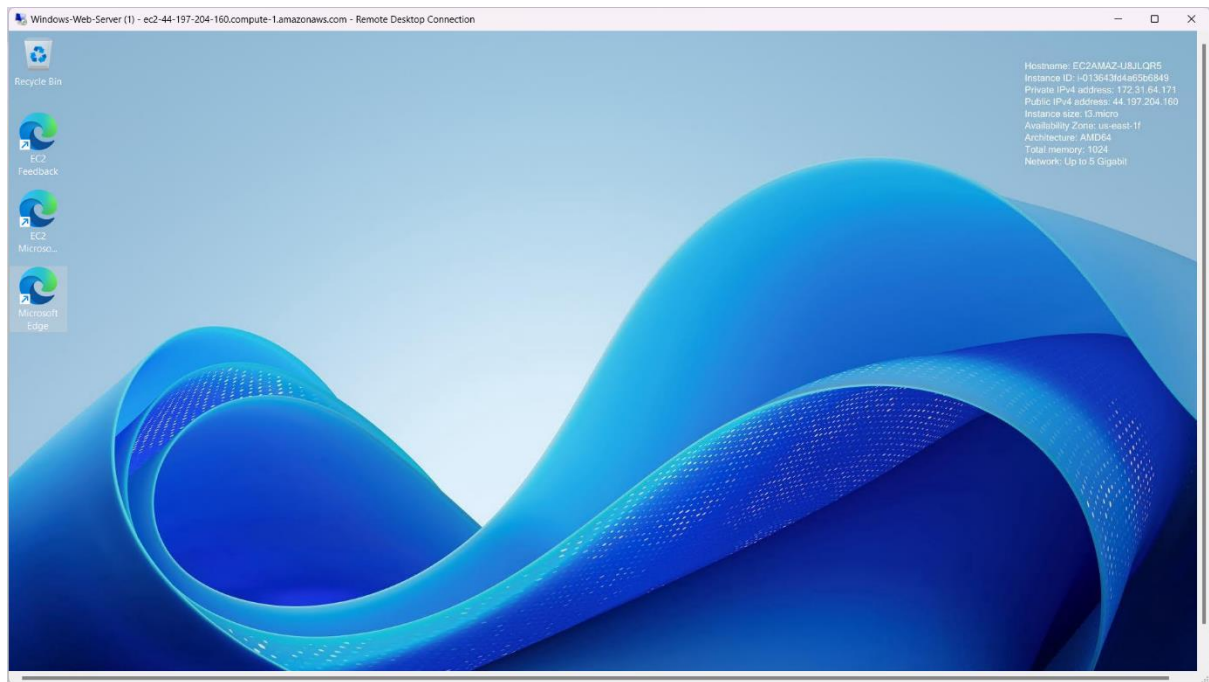 Windows-Web-Server (1) - ec2-44-197-204-160.compute-1.amazonaws.com - Remote Desktop Connection
Recycle Bin
EC2
Feedback
EC2
Microso...
Microsoft
Edge
Hostname: EC2AMAZ-U8JLQR5
Instance ID: i-013643fd4a65b6849
Private IPv4 address: 172.31.64.171
Public IPv4 address: 44.197.204.160
Instance size: t3.micro
Availability Zone: us-east-1f
Architecture: AMD64
Total memory: 1024
Network: Up to 5 Gigabit